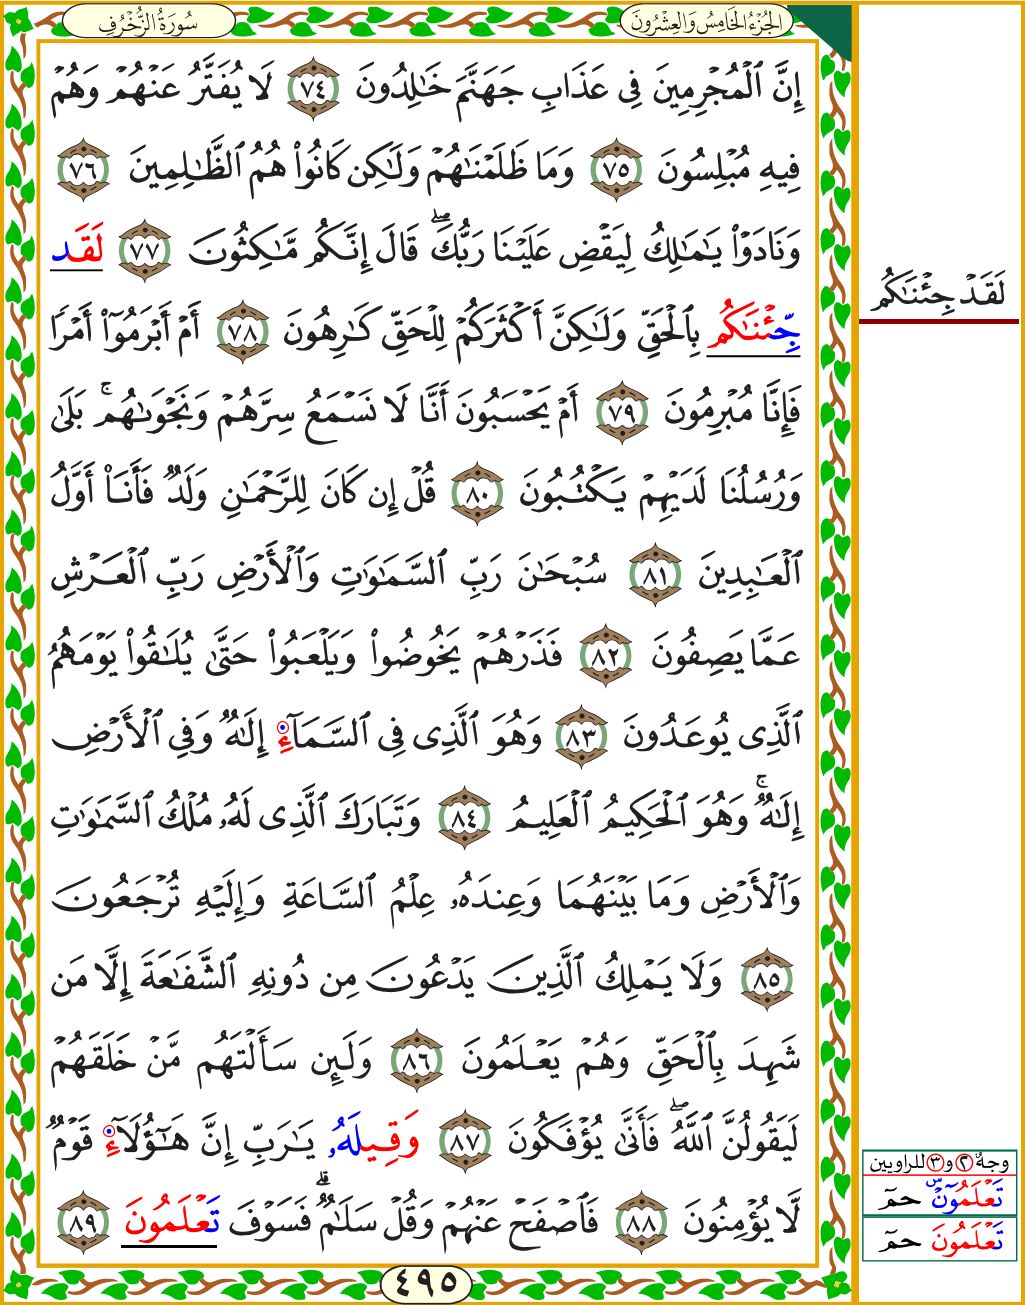 سُورَةُ الزُّخْرُفِ
الجُزْءُ الخَامِسُ وَالعِشْرُونَ
إِنَّ ٱلْمُجْرِمِينَ فِى عَذَابِ جَهَنَّمَ خَٰلِدُونَ ٧٤ لَا يُفَتَّرُ عَنْهُمْ وَهُمْ
فِيهِ مُبْلِسُونَ ٧٥ وَمَا ظَلَمْنَٰهُمْ وَلَٰكِن كَانُوا۟ هُمُ ٱلظَّٰلِمِينَ ٧٦
وَنَادَوْا۟ يَٰمَٰلِكُ لِيَقْضِ عَلَيْنَا رَبُّكَ ۖ قَالَ إِنَّكُم مَّٰكِثُونَ ٧٧ لَقَد
جِّئْنَٰكُم بِٱلْحَقِّ وَلَٰكِنَّ أَكْثَرَكُمْ لِلْحَقِّ كَٰرِهُونَ ٧٨ أَمْ أَبْرَمُوٓا۟ أَمْرًا
فَإِنَّا مُبْرِمُونَ ٧٩ أَمْ يَحْسَبُونَ أَنَّا لَا نَسْمَعُ سِرَّهُمْ وَنَجْوَىٰهُم ۚ بَلَىٰ
وَرُسُلُنَا لَدَيْهِمْ يَكْتُبُونَ ٨٠ قُلْ إِن كَانَ لِلرَّحْمَٰنِ وَلَدٌ فَأَنَا۠ أَوَّلُ
ٱلْعَٰبِدِينَ ٨١ سُبْحَٰنَ رَبِّ ٱلسَّمَٰوَٰتِ وَٱلْأَرْضِ رَبِّ ٱلْعَرْشِ
عَمَّا يَصِفُونَ ٨٢ فَذَرْهُمْ يَخُوضُوا۟ وَيَلْعَبُوا۟ حَتَّىٰ يُلَٰقُوا۟ يَوْمَهُمُ
ٱلَّذِى يُوعَدُونَ ٨٣ وَهُوَ ٱلَّذِى فِى ٱلسَّمَآءِ إِلَٰهٌ وَفِى ٱلْأَرْضِ
إِلَٰهٌ ۚ وَهُوَ ٱلْحَكِيمُ ٱلْعَلِيمُ ٨٤ وَتَبَارَكَ ٱلَّذِى لَهُۥ مُلْكُ ٱلسَّمَٰوَٰتِ
وَٱلْأَرْضِ وَمَا بَيْنَهُمَا وَعِندَهُۥ عِلْمُ ٱلسَّاعَةِ وَإِلَيْهِ تُرْجَعُونَ
٨٥ وَلَا يَمْلِكُ ٱلَّذِينَ يَدْعُونَ مِن دُونِهِ ٱلشَّفَٰعَةَ إِلَّا مَن
شَهِدَ بِٱلْحَقِّ وَهُمْ يَعْلَمُونَ ٨٦ وَلَئِن سَأَلْتَهُم مَّنْ خَلَقَهُمْ
لَيَقُولُنَّ ٱللَّهُ ۖ فَأَنَّىٰ يُؤْفَكُونَ ٨٧ وَقِيلَهُۥ يَٰرَبِّ إِنَّ هَٰٓؤُلَآءِ قَوْمٌ
لَّا يُؤْمِنُونَ ٨٨ فَٱصْفَحْ عَنْهُمْ وَقُلْ سَلَٰمٌ ۚ فَسَوْفَ تَعْلَمُونَ ٨٩
٤٩٥
لَقَدْ جِئْنَٰكُم
وجهٌ ٢ و ٣ للراويين
تَعْلَمُونَ حمٓ
تَعْلَمُونَ حمٓ